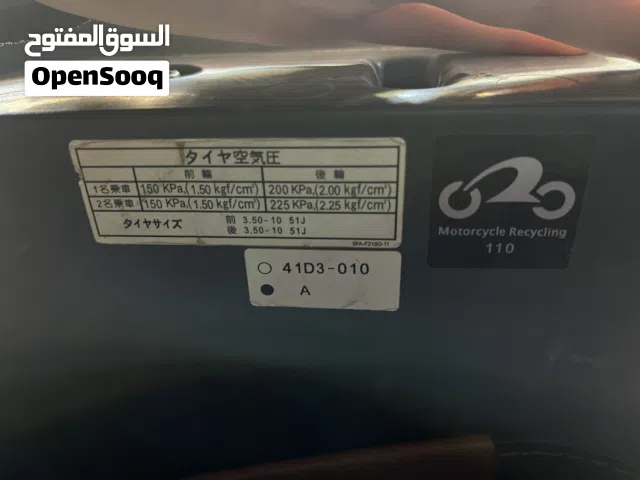 السوق المفتوح
OpenSooq
タイヤ空気圧
前輪 後輪
1名乗車 150 KPa,(1.50 kgf/c㎡) 200 KPa,(2.00 kgf/c㎡)
2名乗車 150 KPa,(1.50 kgf/c㎡) 225 KPa,(2.25 kgf/c㎡)
タイヤサイズ 前 3.50-10 51J
後 3.50-10 51J
41D3-010
A
Motorcycle Recycling
110